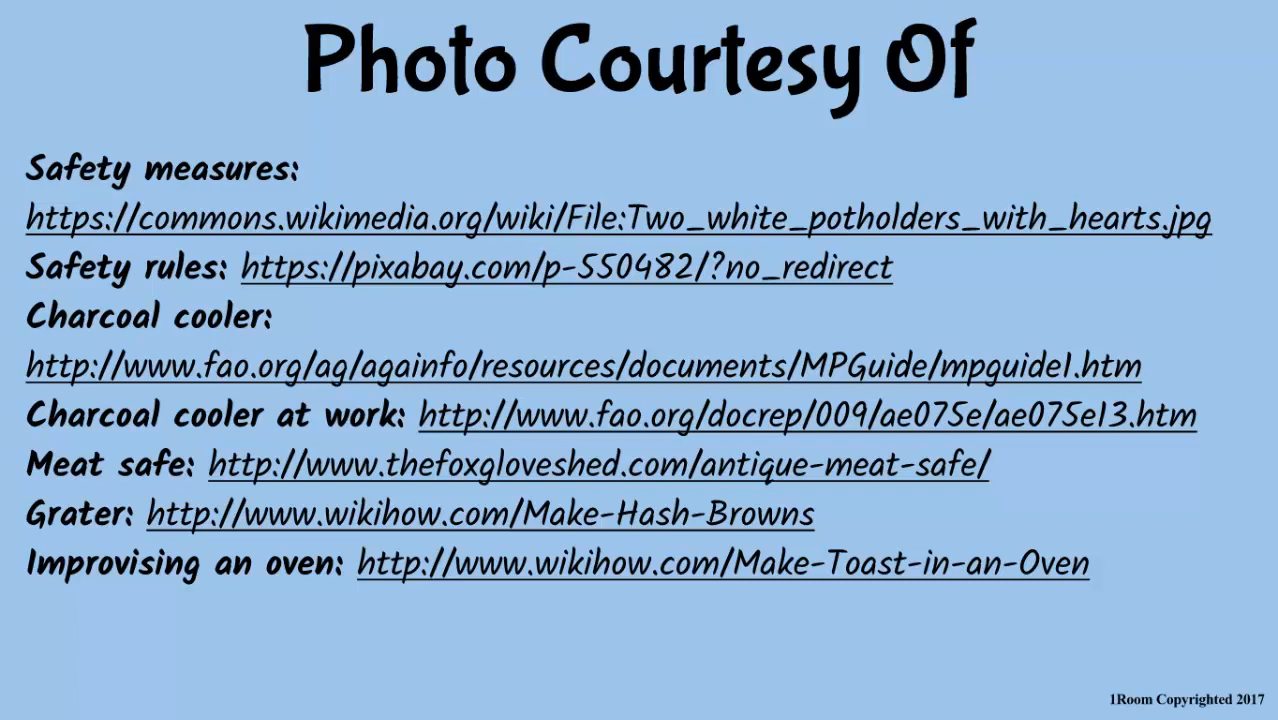 Photo Courtesy Of
Safety measures:
https://commons.wikimedia.org/wiki/File:Two_white_potholders_with_hearts.jpg
Safety rules: https://pixabay.com/p-550482/?no_redirect
Charcoal cooler:
http://www.fao.org/ag/againfo/resources/documents/MPGuide/mpguide1.htm
Charcoal cooler at work: http://www.fao.org/docrep/009/ae075e/ae075e13.htm
Meat safe: http://www.thefoxgloveshed.com/antique-meat-safe/
Grater: http://www.wikihow.com/Make-Hash-Browns
Improvising an oven: http://www.wikihow.com/Make-Toast-in-an-Oven
1Room Copyrighted 2017